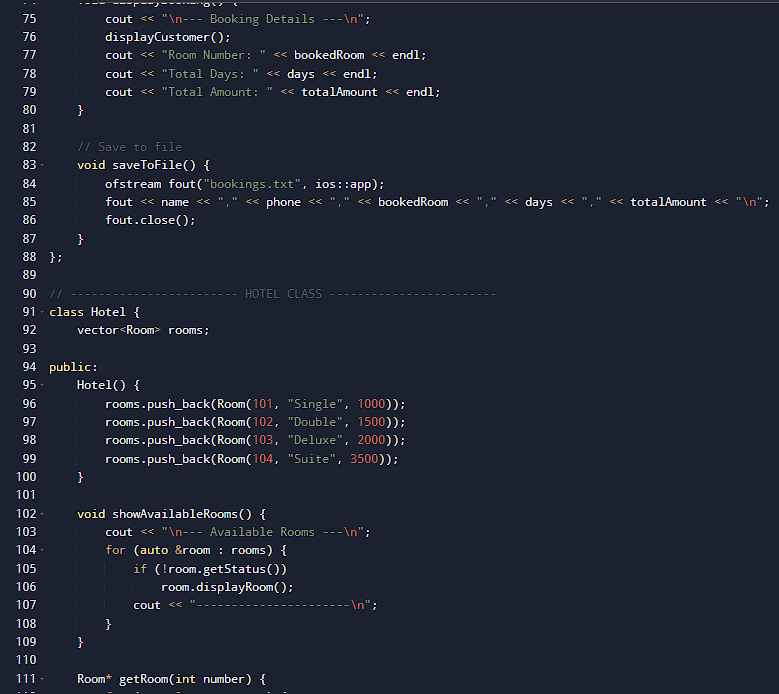 75 cout << "\n--- Booking Details ---\n";
76 displayCustomer();
77 cout << "Room Number: " << bookedRoom << endl;
78 cout << "Total Days: " << days << endl;
79 cout << "Total Amount: " << totalAmount << endl;
80 }
81
82 // Save to file
83 void saveToFile() {
84 ofstream fout("bookings.txt", ios::app);
85 fout << name << "," << phone << "," << bookedRoom << "," << days << "," << totalAmount << "\n";
86 fout.close();
87 }
88 };
89
90 // ------------------------ HOTEL CLASS ------------------------
91 class Hotel {
92 vector<Room> rooms;
93
94 public:
95 Hotel() {
96 rooms.push_back(Room(101, "Single", 1000));
97 rooms.push_back(Room(102, "Double", 1500));
98 rooms.push_back(Room(103, "Deluxe", 2000));
99 rooms.push_back(Room(104, "Suite", 3500));
100 }
101
102 void showAvailableRooms() {
103 cout << "\n--- Available Rooms ---\n";
104 for (auto &room : rooms) {
105 if (!room.getStatus())
106 room.displayRoom();
107 cout << "----------------------\n";
108 }
109 }
110
111 Room* getRoom(int number) {